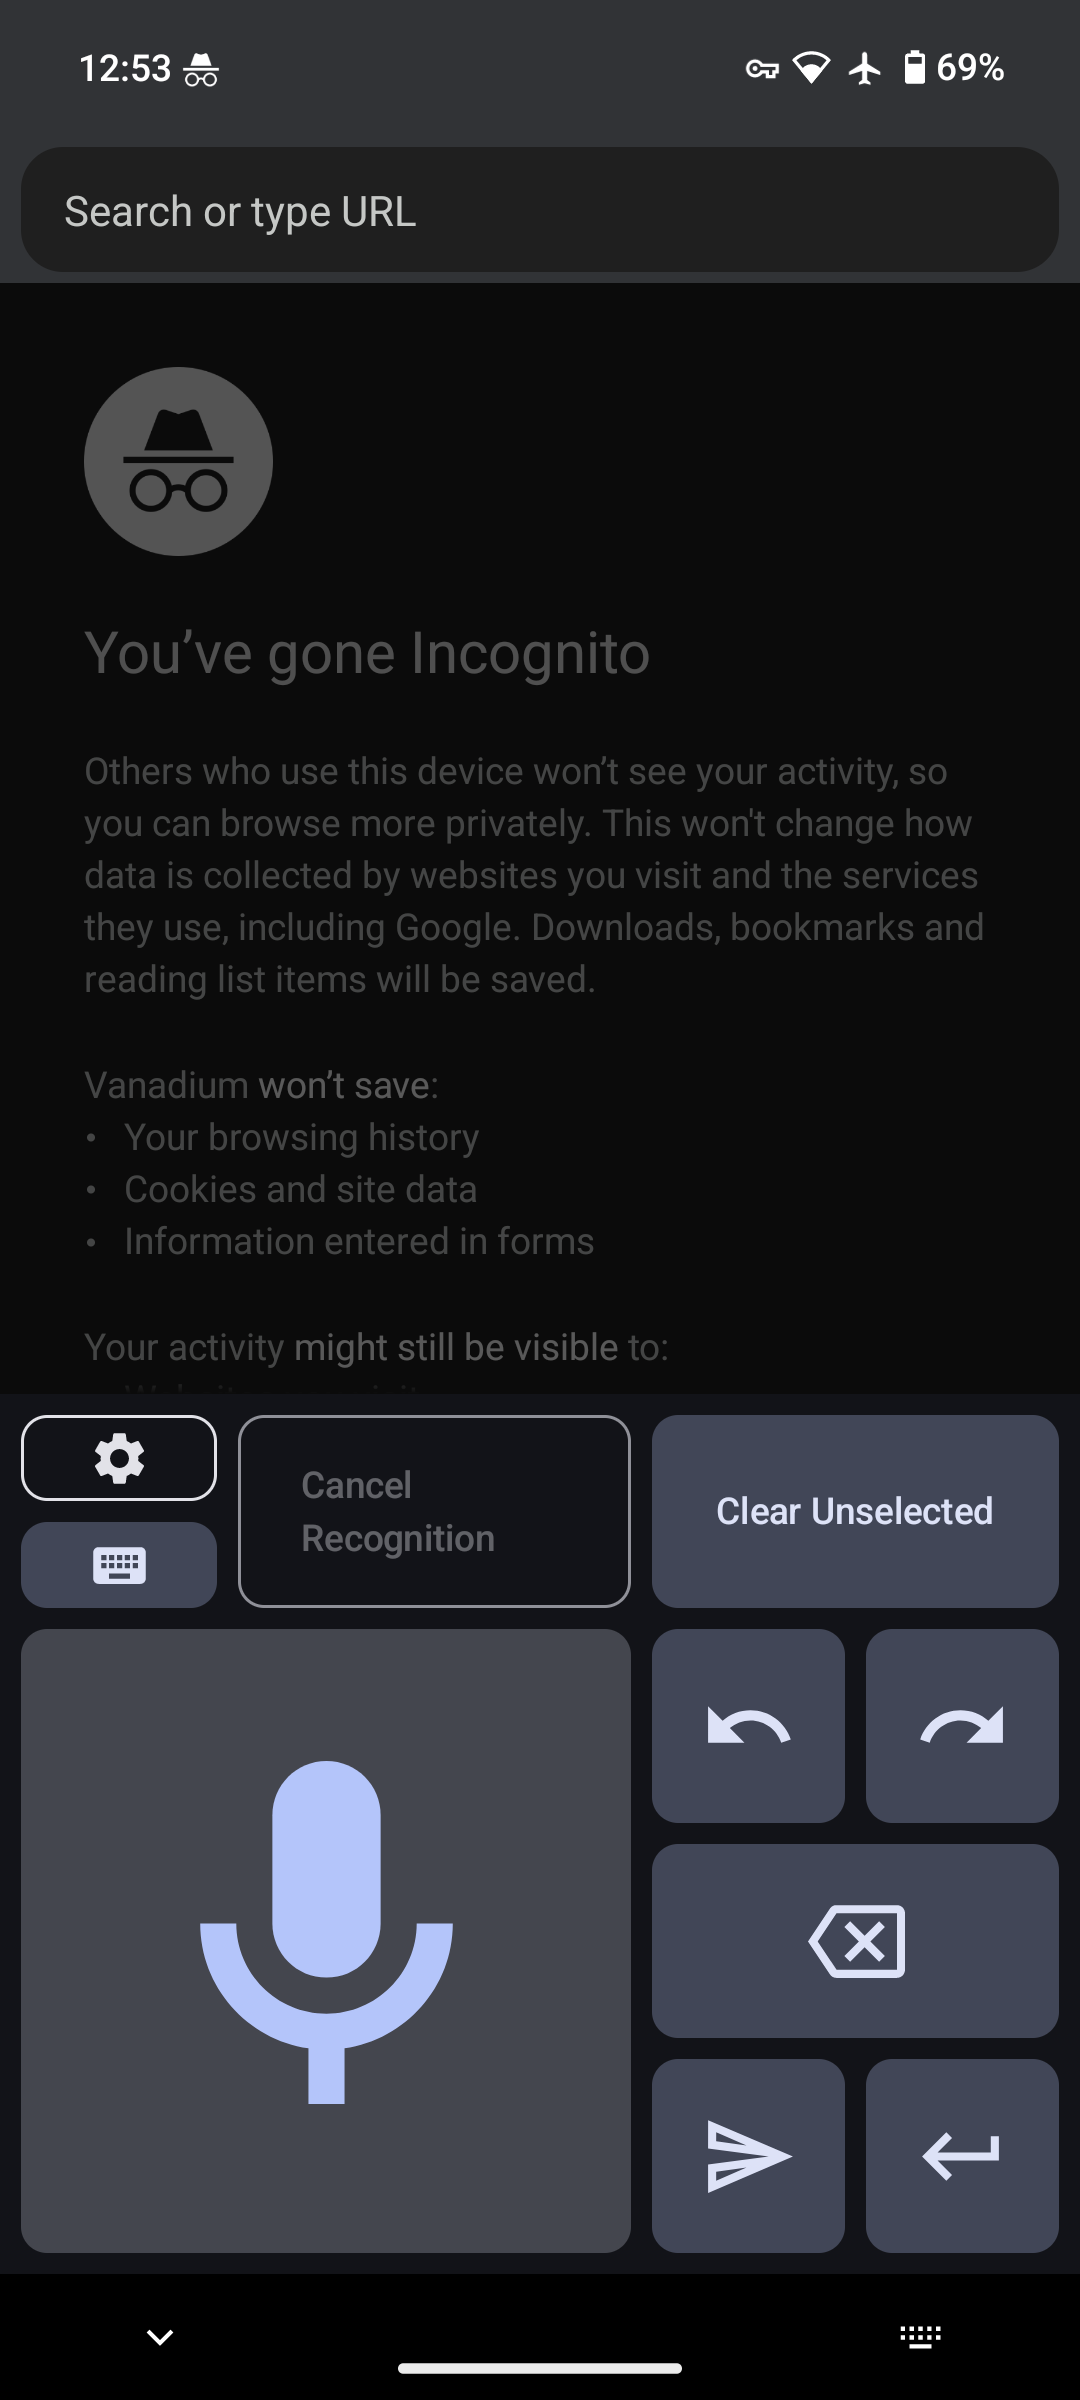 12:53
69%
Search or type URL
You’ve gone Incognito
Others who use this device won’t see your activity, so
you can browse more privately. This won't change how
data is collected by websites you visit and the services
they use, including Google. Downloads, bookmarks and
reading list items will be saved.
Vanadium won’t save:
• Your browsing history
• Cookies and site data
• Information entered in forms
Your activity might still be visible to:
Cancel
Recognition
Clear Unselected